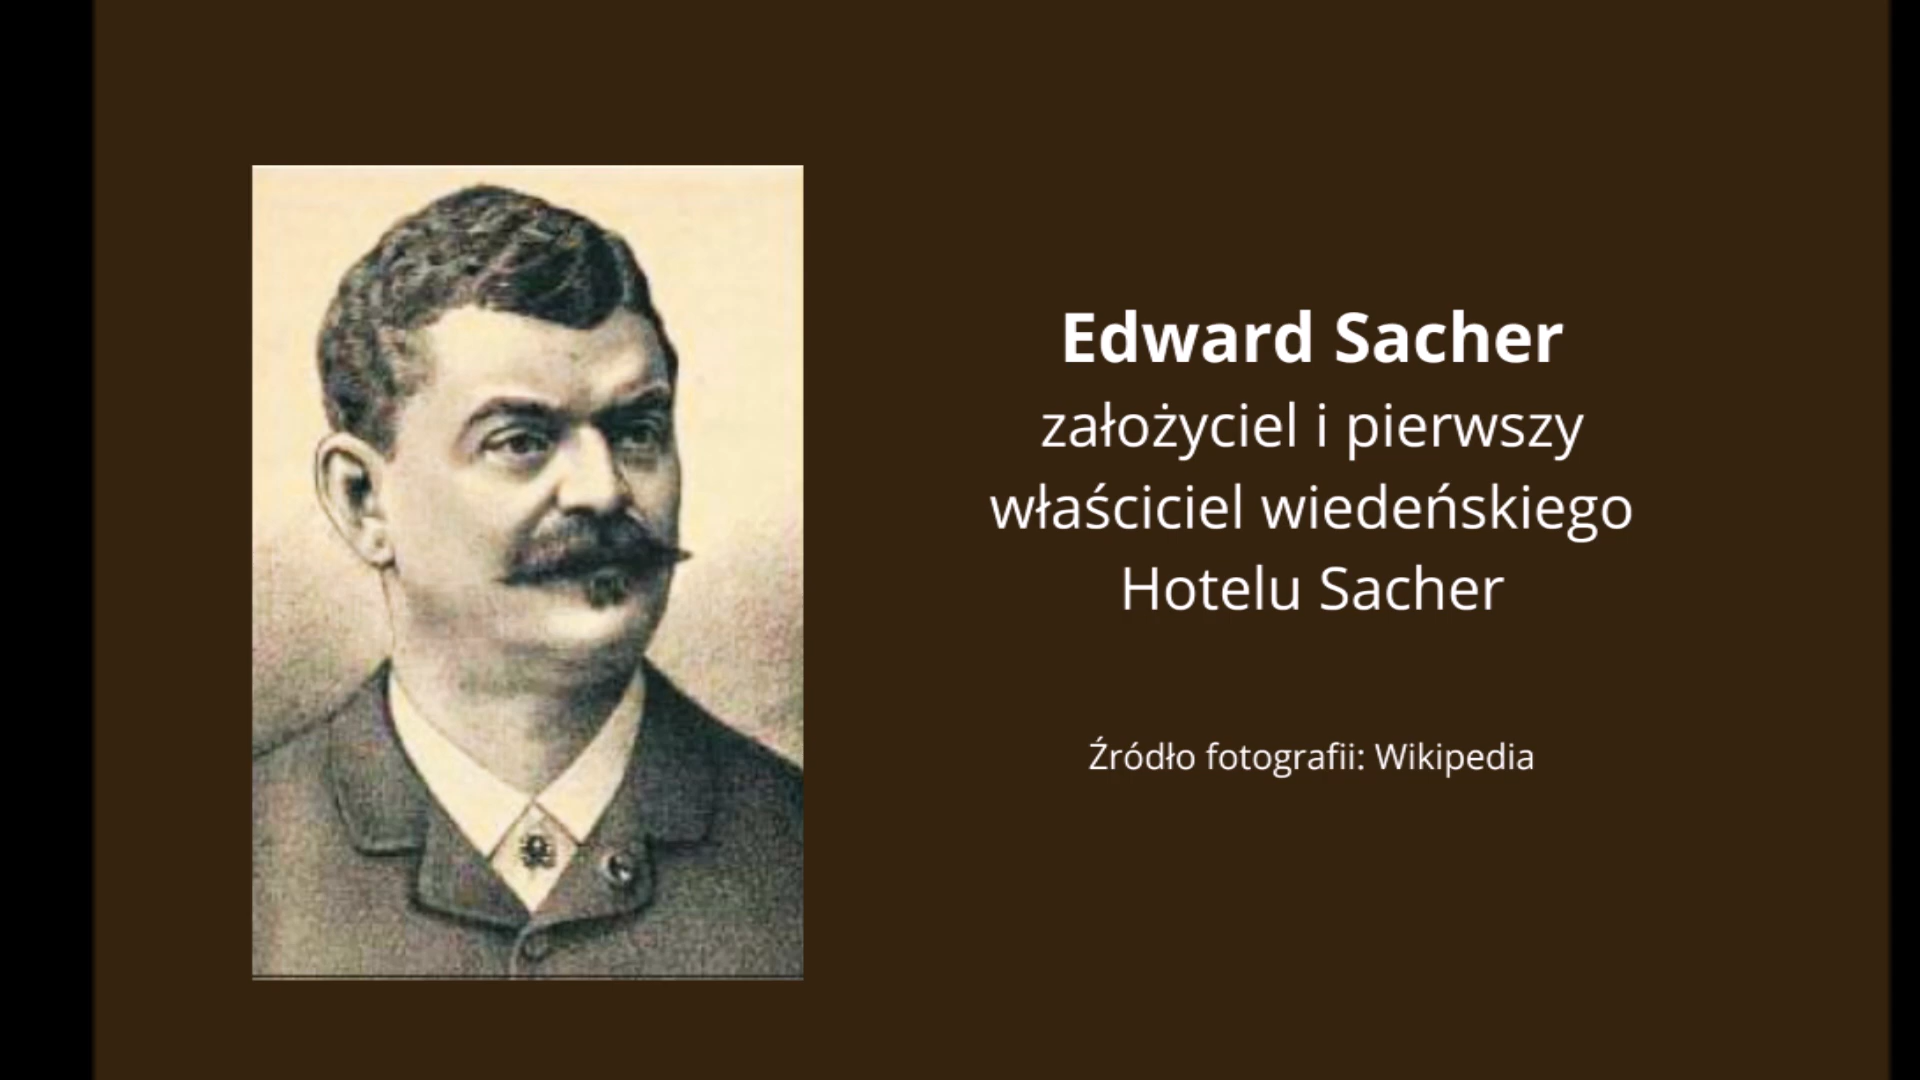 Edward Sacher
założyciel i pierwszy
właściciel wiedeńskiego
Hotelu Sacher
Źródło fotografii: Wikipedia